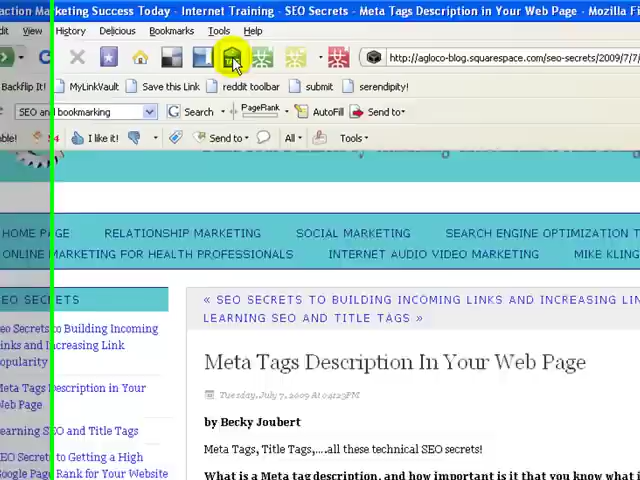 action Marketing Success Today - Internet Training - SEO Secrets - Meta Tags Description in Your Web Page - Mozilla Fi
dit View History Delicious Bookmarks Tools Help
http://agloco-blog.squarespace.com/seo-secrets/2009/7/7/
Backflip It! MyLinkVault Save this Link reddit toolbar submit serendipity!
SEO and bookmarking Search PageRank AutoFill Send to
ble! I like it! Send to All Tools
HOME PAGE RELATIONSHIP MARKETING SOCIAL MARKETING SEARCH ENGINE OPTIMIZATION T
ONLINE MARKETING FOR HEALTH PROFESSIONALS INTERNET AUDIO VIDEO MARKETING MIKE KLING
EO SECRETS
eo Secrets to Building Incoming
inks and Increasing Link
opularity
Meta Tags Description in Your
Web Page
earning SEO and Title Tags
EO Secrets to Getting a High
Google Page Rank for Your Website
« SEO SECRETS TO BUILDING INCOMING LINKS AND INCREASING LIN
LEARNING SEO AND TITLE TAGS »
Meta Tags Description In Your Web Page
Tuesday, July 7, 2009 At 04:23PM
by Becky Joubert
Meta Tags, Title Tags,....all these technical SEO secrets!
What is a Meta tag description, and how important is it that you know what i